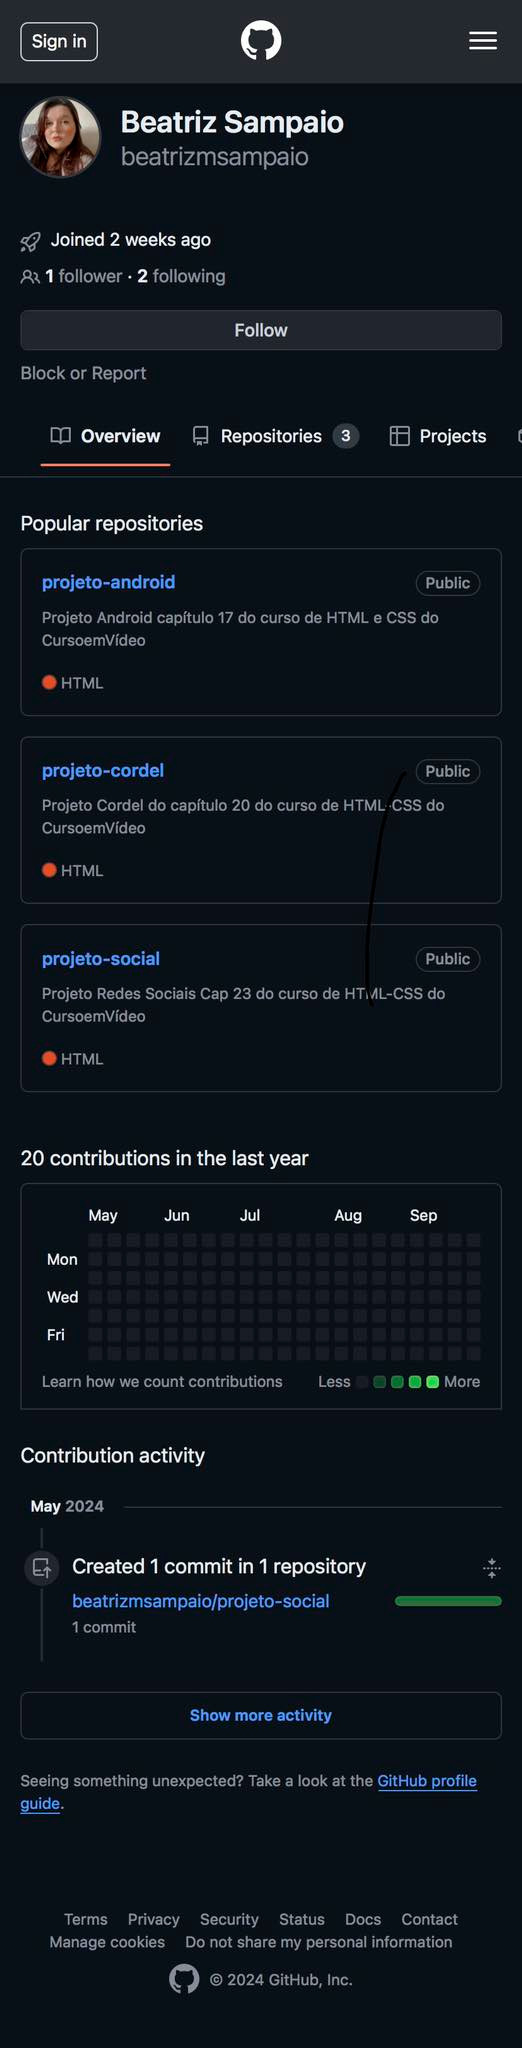 Sign in
Beatriz Sampaio
beatrizmsampaio
Joined 2 weeks ago
1 follower · 2 following
Follow
Block or Report
Overview Repositories 3 Projects
Popular repositories
projeto-android Public
Projeto Android capítulo 17 do curso de HTML e CSS do
CursoemVídeo
HTML
projeto-cordel Public
Projeto Cordel do capítulo 20 do curso de HTML-CSS do
CursoemVídeo
HTML
projeto-social Public
Projeto Redes Sociais Cap 23 do curso de HTML-CSS do
CursoemVídeo
HTML
20 contributions in the last year
May Jun Jul Aug Sep
Mon
Wed
Fri
Learn how we count contributions Less More
Contribution activity
May 2024
Created 1 commit in 1 repository
beatrizmsampaio/projeto-social
1 commit
Show more activity
Seeing something unexpected? Take a look at the GitHub profile
guide.
Terms Privacy Security Status Docs Contact
Manage cookies Do not share my personal information
© 2024 GitHub, Inc.